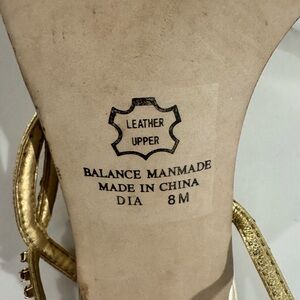 LEATHER
UPPER
BALANCE MANMADE
MADE IN CHINA
DIA 8M